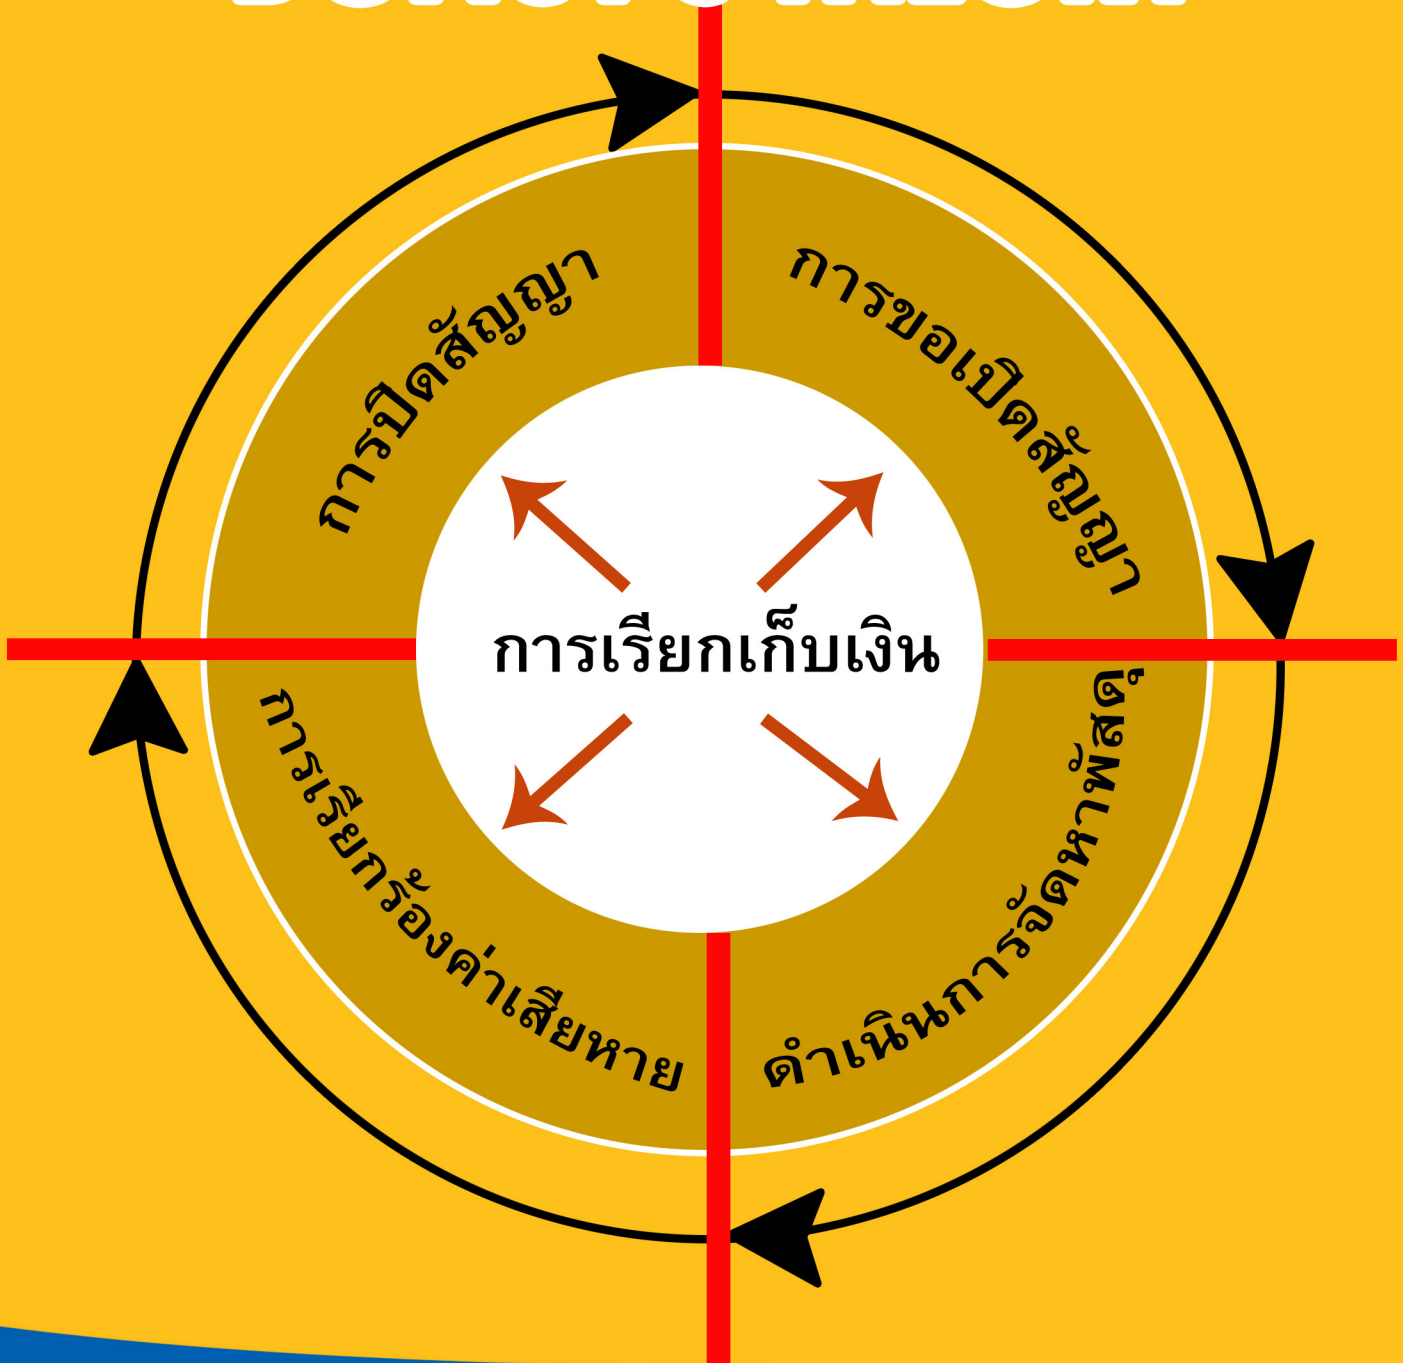 การปิดสัญญา
การขอเปิดสัญญา
การเรียกเก็บเงิน
การเรียกร้องค่าเสียหาย
ดำเนินการจัดหาพัสดุ